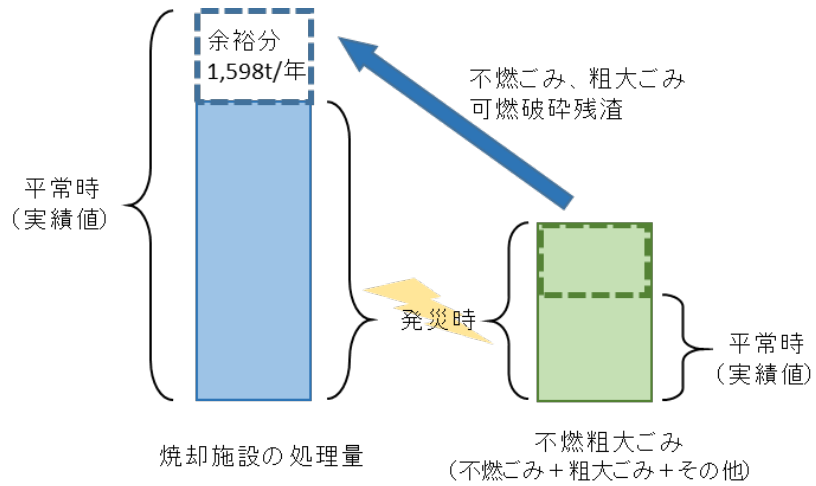 余裕分
1,598t/年
不燃ごみ、粗大ごみ
可燃破砕残渣
平常時
(実績値)
発災時
平常時
(実績値)
焼却施設の処理量
不燃粗大ごみ
(不燃ごみ＋粗大ごみ＋その他)